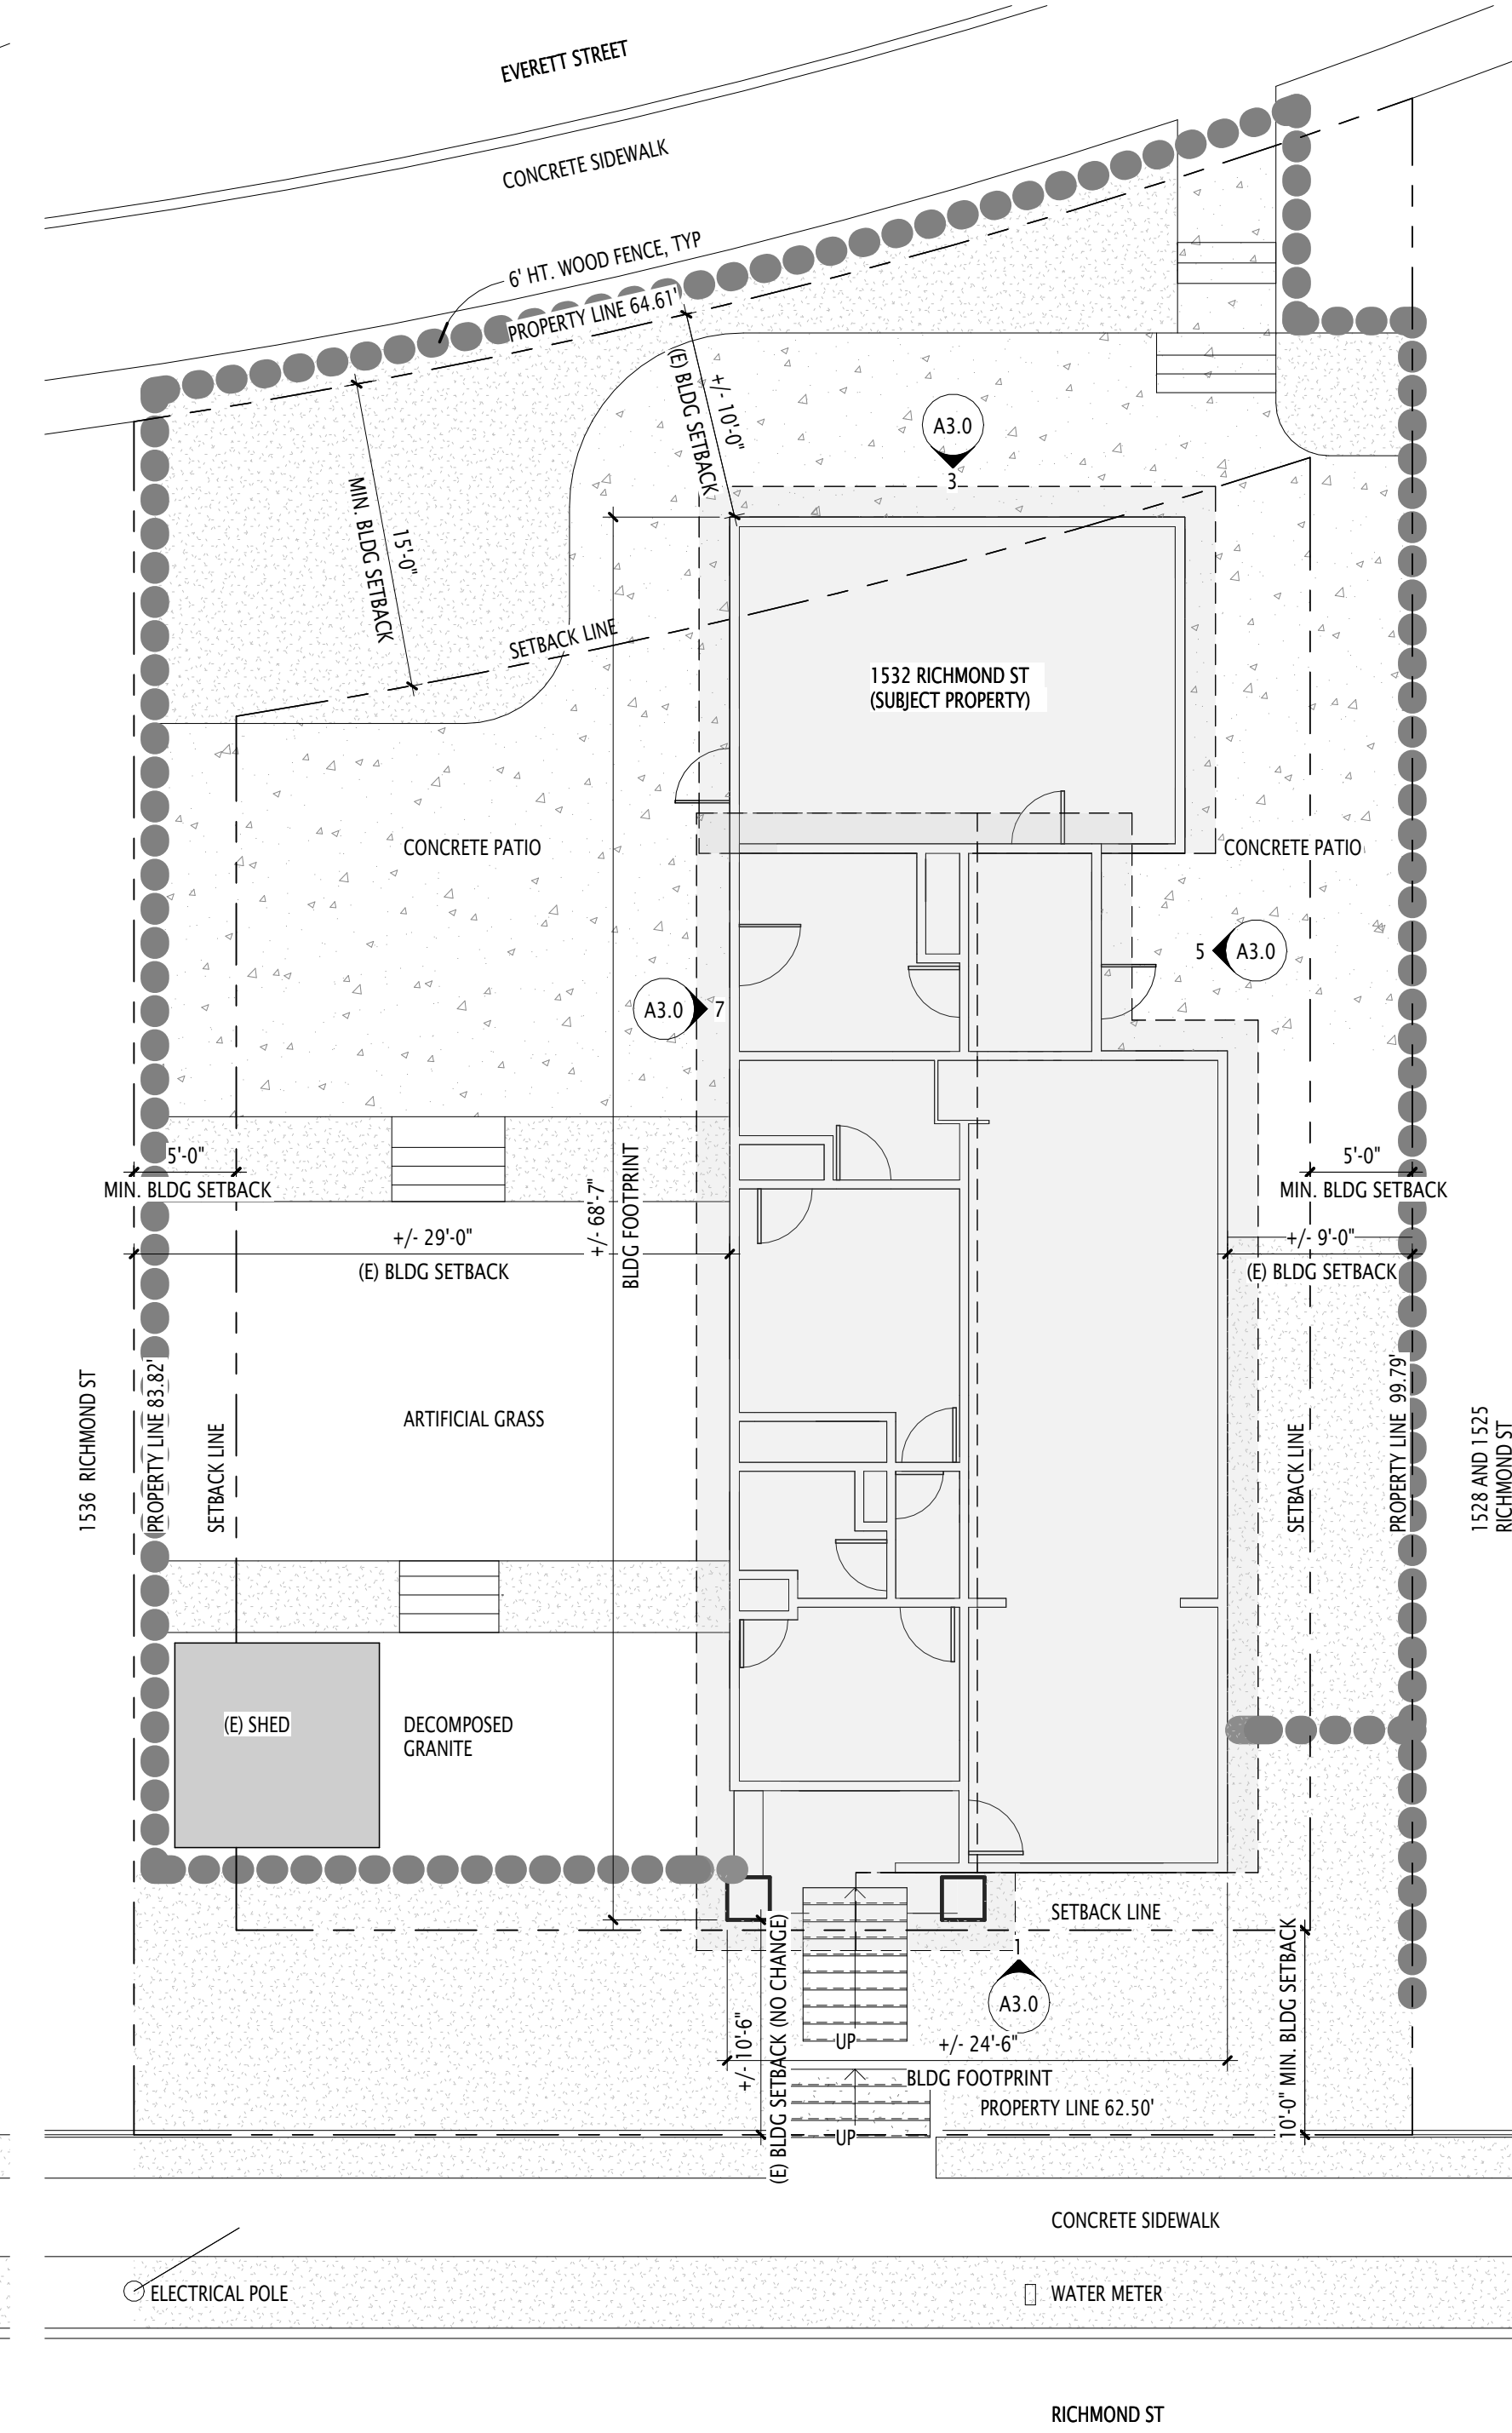 EVERETT STREET
CONCRETE SIDEWALK
6' HT. WOOD FENCE, TYP
PROPERTY LINE 64.61'
+/- 10'-0"
(E) BLDG SETBACK
A3.0
3
15'-0"
MIN. BLDG SETBACK
SETBACK LINE
1532 RICHMOND ST
(SUBJECT PROPERTY)
CONCRETE PATIO
CONCRETE PATIO
5
A3.0
A3.0
7
5'-0"
MIN. BLDG SETBACK
+/- 68'-7"
BLDG FOOTPRINT
5'-0"
MIN. BLDG SETBACK
+/- 29'-0"
(E) BLDG SETBACK
+/- 9'-0"
(E) BLDG SETBACK
1536 RICHMOND ST
PROPERTY LINE 83.82'
SETBACK LINE
ARTIFICIAL GRASS
SETBACK LINE
PROPERTY LINE 99.79'
1528 AND 1525
RICHMOND ST
(E) SHED
DECOMPOSED
GRANITE
SETBACK LINE
1
A3.0
+/- 10'-6"
(E) BLDG SETBACK (NO CHANGE)
UP
+/- 24'-6"
BLDG FOOTPRINT
10'-0" MIN. BLDG SETBACK
PROPERTY LINE 62.50'
UP
CONCRETE SIDEWALK
ELECTRICAL POLE
WATER METER
RICHMOND ST